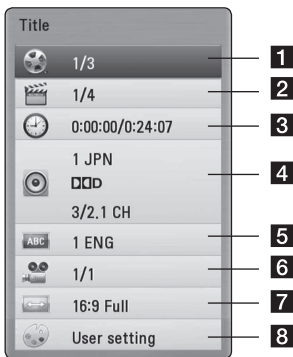 Title
1/3 1
1/4 2
0:00:00/0:24:07 3
1 JPN
DD D 4
3/2.1 CH
ABC 1 ENG 5
1/1 6
16:9 Full 7
User setting 8